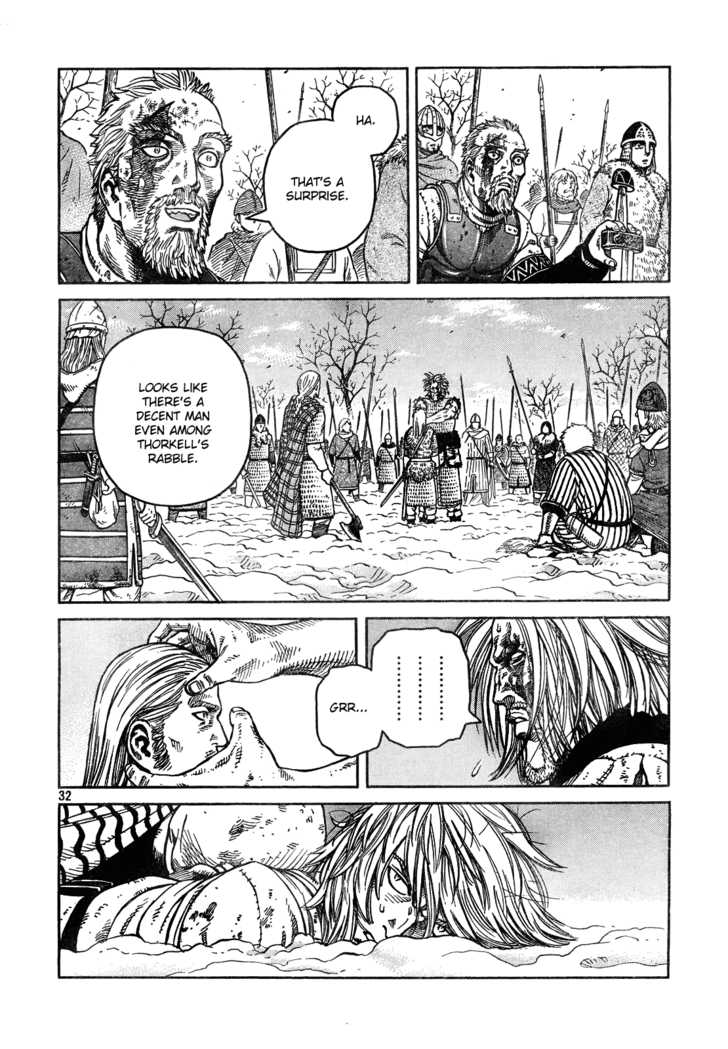 HA.
THAT'S A
SURPRISE.
LOOKS LIKE
THERE'S A
DECENT MAN
EVEN AMONG
THORKELL'S
RABBLE.
GRR...
32